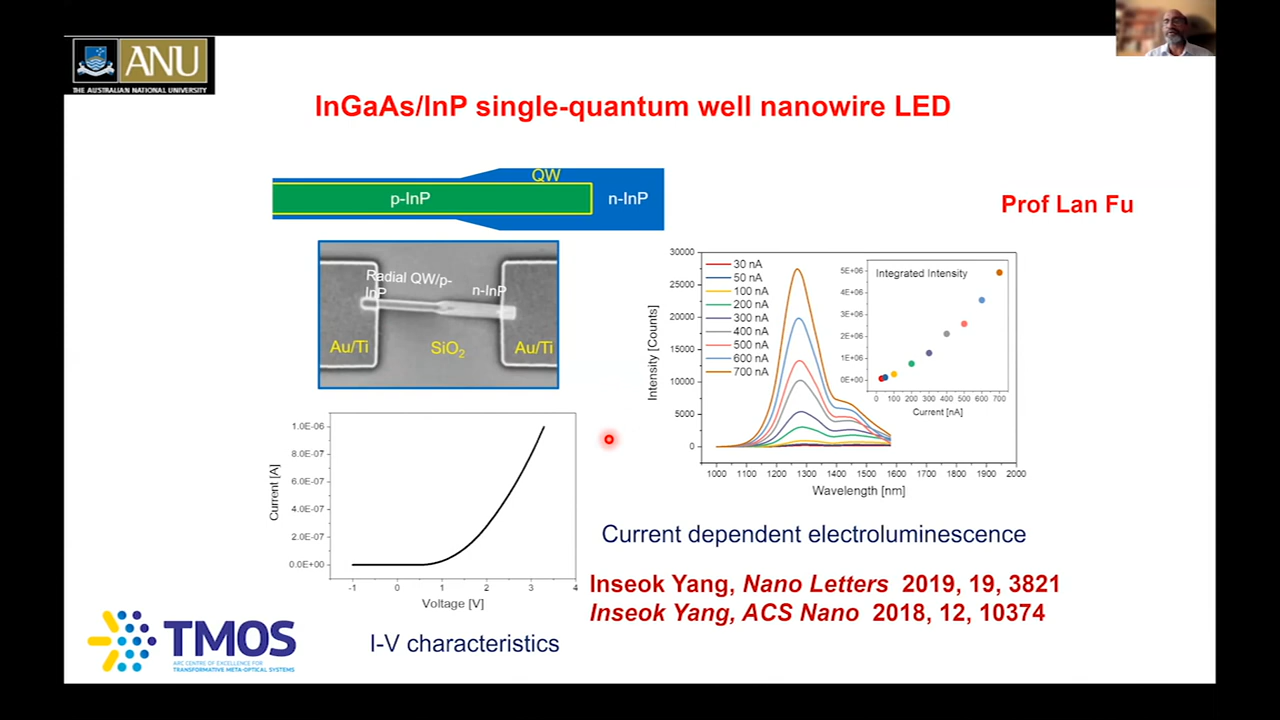 ANU
THE AUSTRALIAN NATIONAL UNIVERSITY
InGaAs/InP single-quantum well nanowire LED
QW
p-InP
n-InP
Prof Lan Fu
Radial QW/p-
InP
n-InP
Au/Ti
SiO₂
Au/Ti
Intensity [Counts]
30000
25000
20000
15000
10000
5000
0
30 nA
50 nA
100 nA
200 nA
300 nA
400 nA
500 nA
600 nA
700 nA
Integrated Intensity
5E+06
4E+06
3E+06
2E+06
1E+06
0E+00
0 100 200 300 400 500 600 700
Current [nA]
1000 1100 1200 1300 1400 1500 1600 1700 1800 1900 2000
Wavelength [nm]
Current [A]
1.0E-06
8.0E-07
6.0E-07
4.0E-07
2.0E-07
0.0E+00
-1 0 1 2 3 4
Voltage [V]
Current dependent electroluminescence
Inseok Yang, Nano Letters 2019, 19, 3821
Inseok Yang, ACS Nano 2018, 12, 10374
I-V characteristics
TMOS
ARC CENTRE OF EXCELLENCE FOR
TRANSFORMATIVE META-OPTICAL SYSTEMS